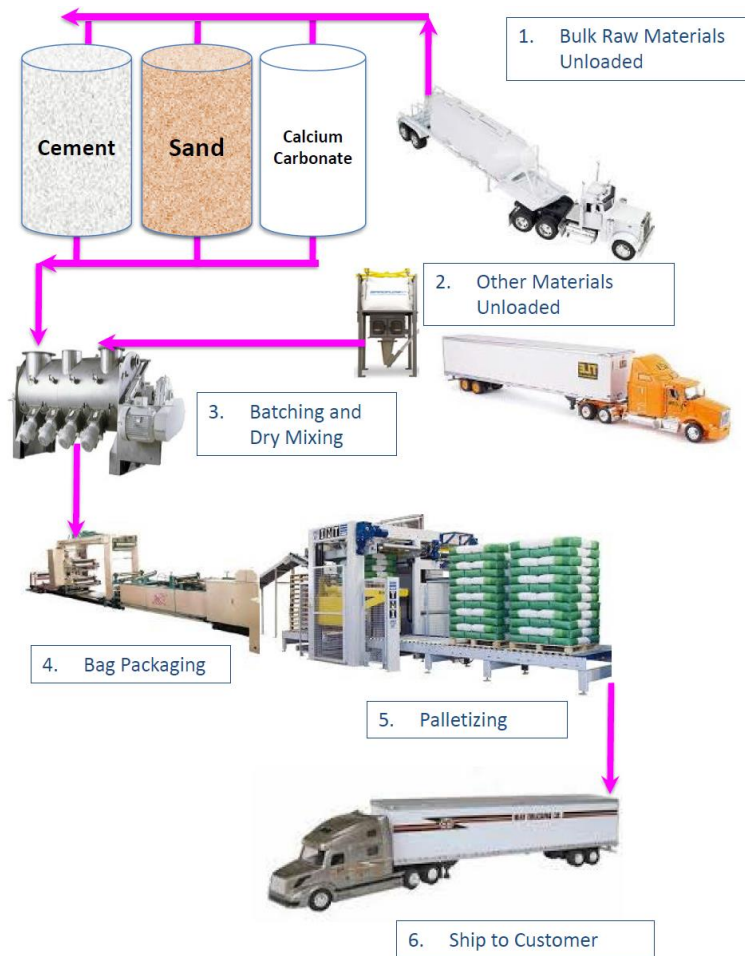 1. Bulk Raw Materials
Unloaded
Cement
Sand
Calcium
Carbonate
2. Other Materials
Unloaded
3. Batching and
Dry Mixing
4. Bag Packaging
5. Palletizing
6. Ship to Customer